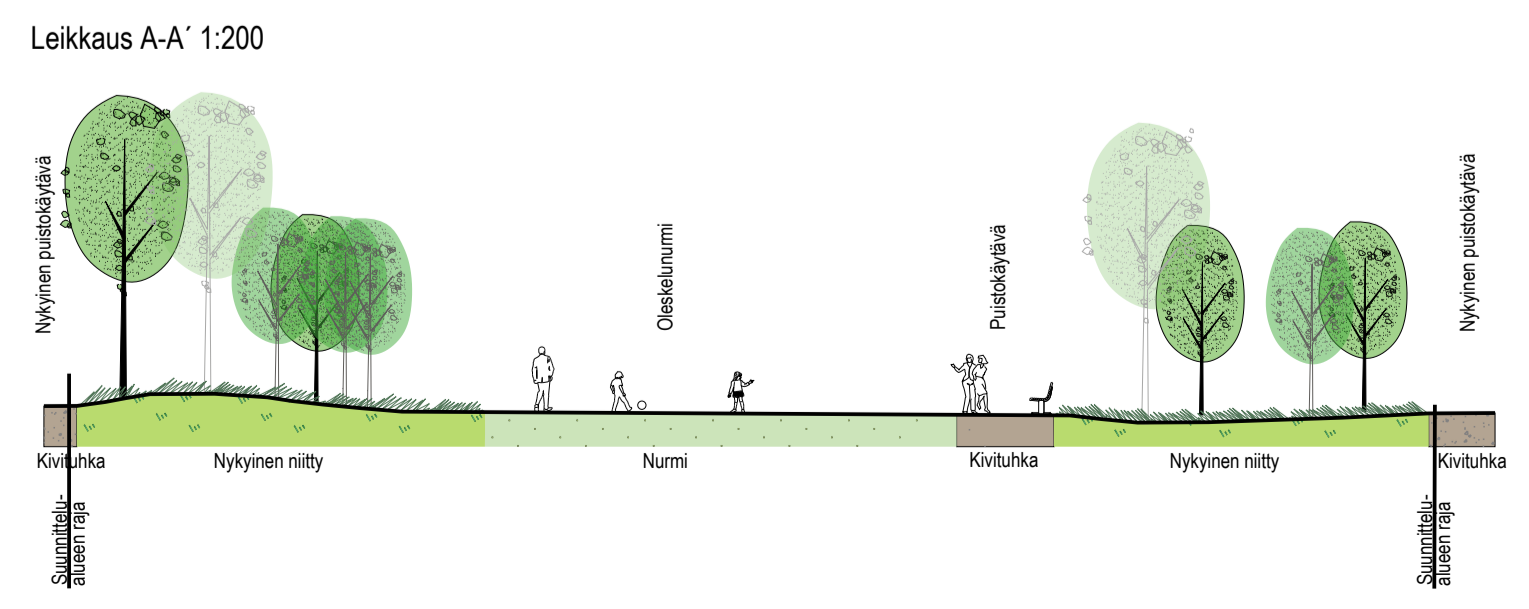 Leikkaus A-A´ 1:200
Nykyinen puistokäytävä
Oleskelunurmi
Puistokäytävä
Nykyinen puistokäytävä
Kivituhka
Nykyinen niitty
Nurmi
Kivituhka
Nykyinen niitty
Kivituhka
Suunnittelu-
alueen raja
Suunnittelu-
alueen raja